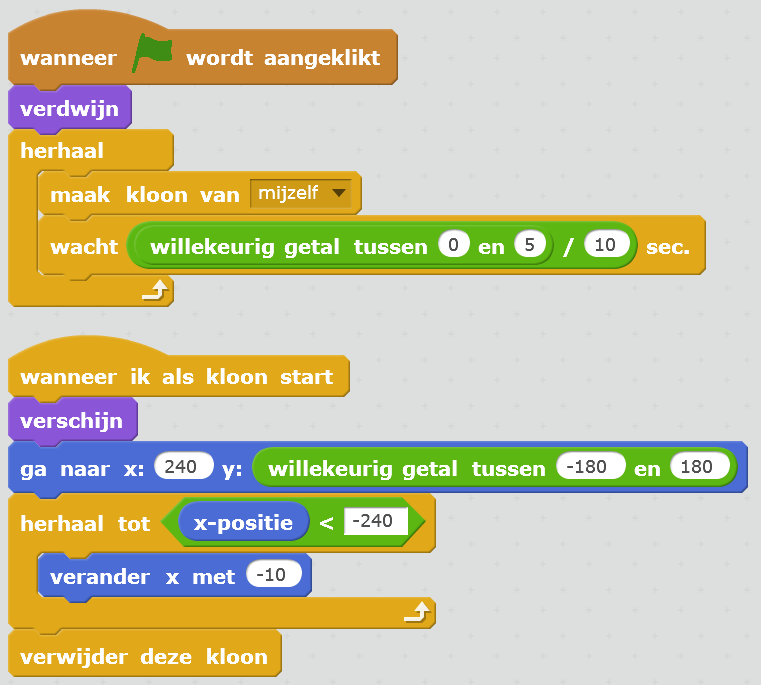 wanneer wordt aangeklikt
verdwijn
herhaal
maak kloon van mijzelf
wacht willekeurig getal tussen 0 en 5 / 10 sec.
wanneer ik als kloon start
verschijn
ga naar x: 240 y: willekeurig getal tussen -180 en 180
herhaal tot x-positie < -240
verander x met -10
verwijder deze kloon